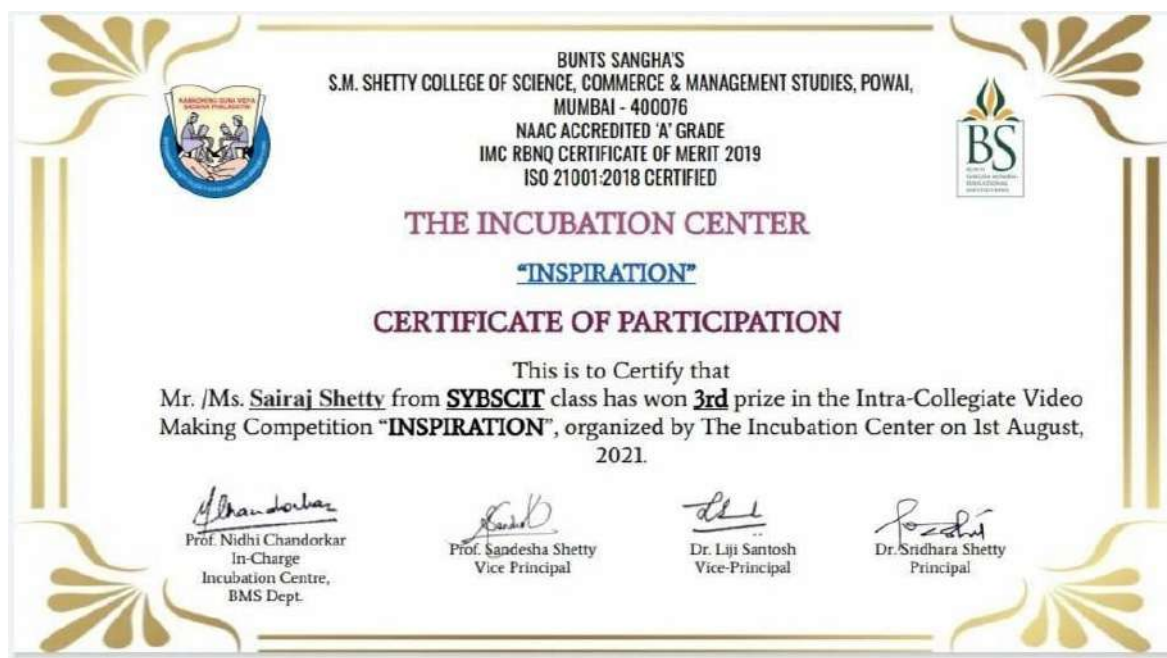 BUNTS SANGHA'S
S.M. SHETTY COLLEGE OF SCIENCE, COMMERCE & MANAGEMENT STUDIES, POWAI,
MUMBAI - 400076
NAAC ACCREDITED 'A' GRADE
IMC RBNQ CERTIFICATE OF MERIT 2019
ISO 21001:2018 CERTIFIED
BS
THE INCUBATION CENTER
"INSPIRATION"
CERTIFICATE OF PARTICIPATION
This is to Certify that
Mr. /Ms. Sairaj Shetty from SYBSCIT class has won 3rd prize in the Intra-Collegiate Video
Making Competition "INSPIRATION", organized by The Incubation Center on 1st August,
2021.
Prof. Nidhi Chandorkar
In-Charge
Incubation Centre,
BMS Dept.
Prof. Sandesha Shetty
Vice Principal
Dr. Liji Santosh
Vice-Principal
Dr. Sridhara Shetty
Principal